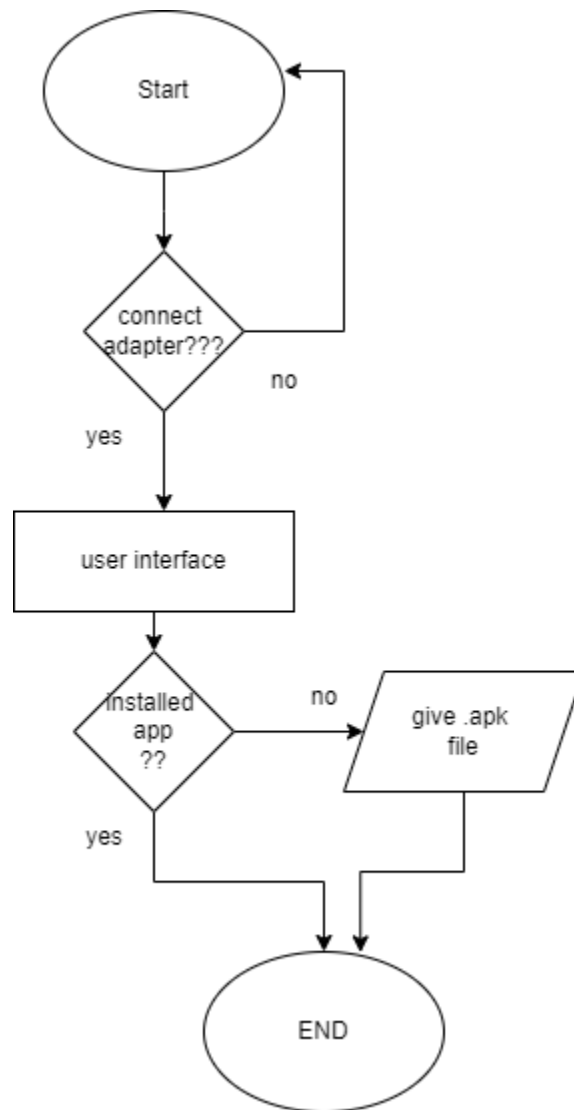 Start
connect
adapter???
no
yes
user interface
installed
app
??
no
give .apk
file
yes
END